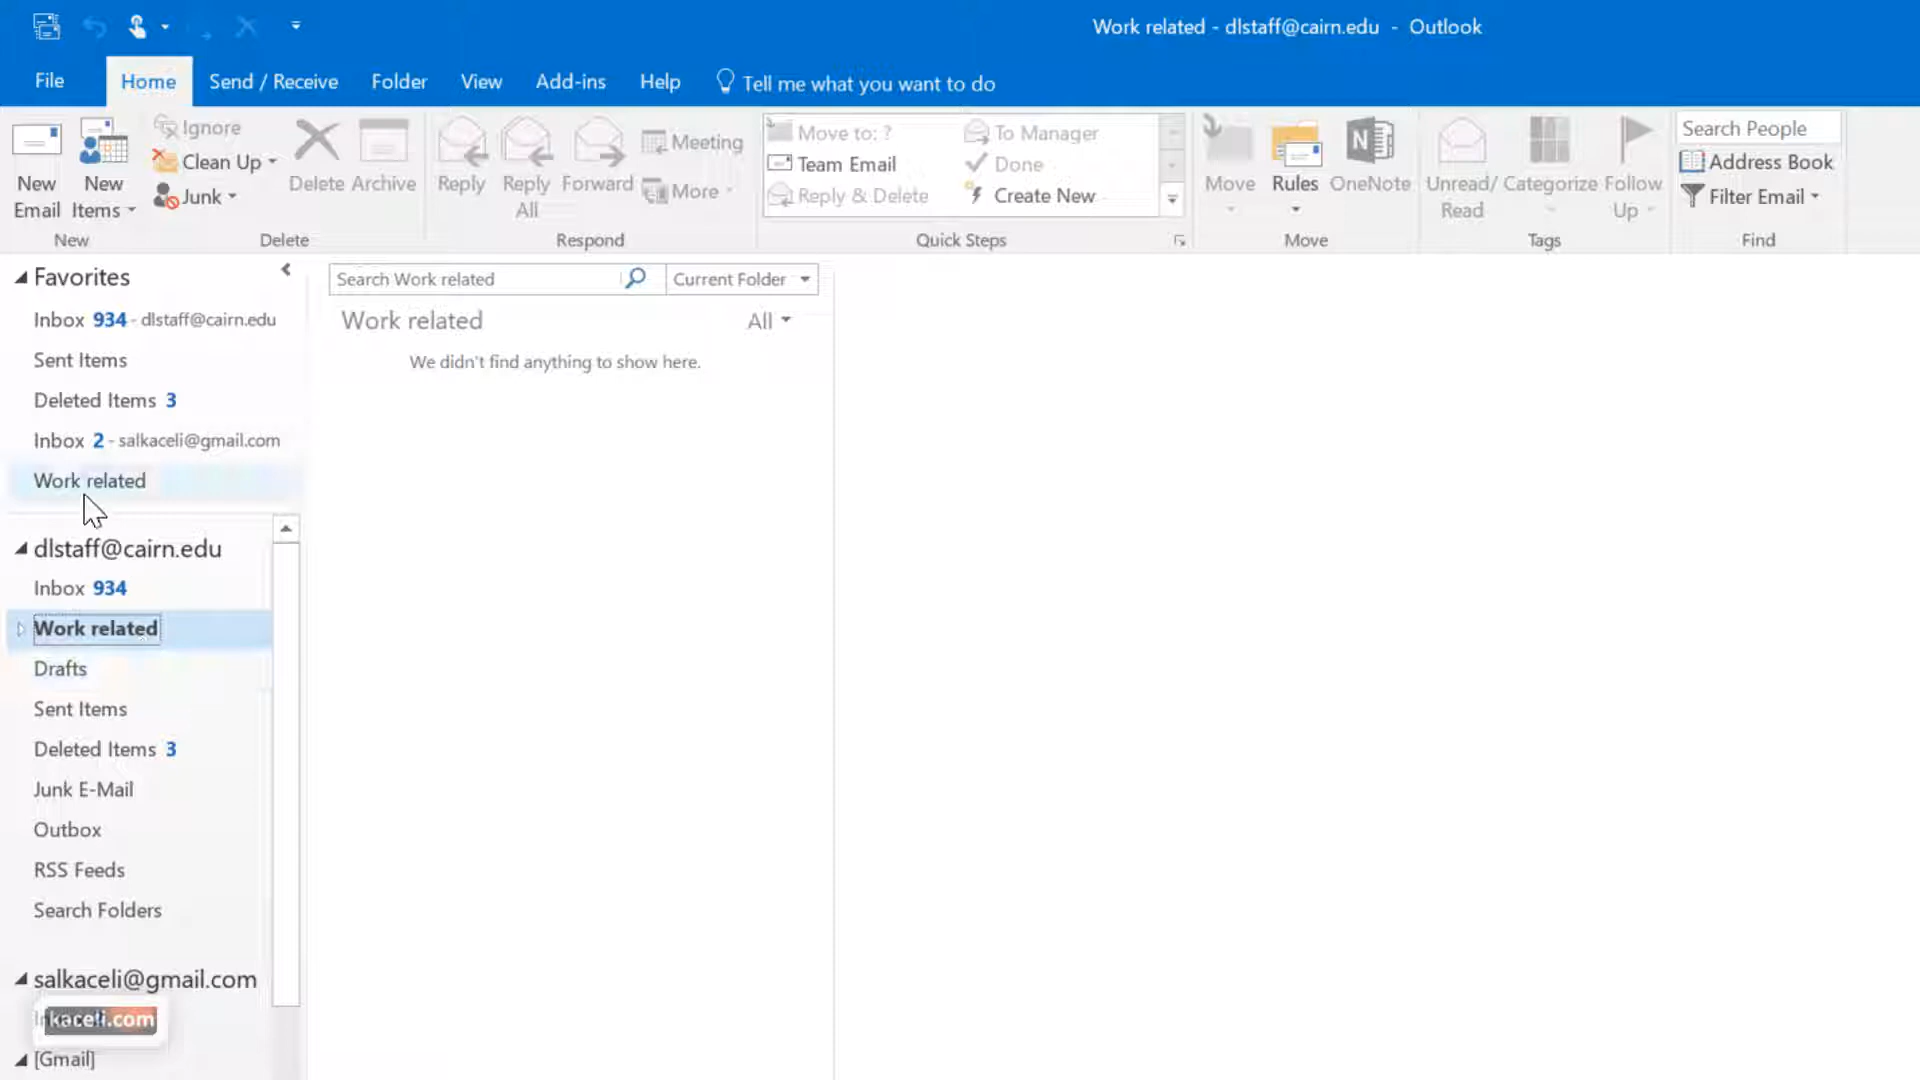 Work related - dlstaff@cairn.edu - Outlook
File Home Send / Receive Folder View Add-ins Help Tell me what you want to do
New Email
New Items
Ignore
Clean Up
Junk
Delete
Archive
Reply
Reply All
Forward
Meeting
More
Move to: ?
Team Email
Reply & Delete
To Manager
Done
Create New
Move
Rules
OneNote
Unread/ Read
Categorize
Follow Up
Search People
Address Book
Filter Email
New Delete Respond Quick Steps Move Tags Find
Favorites
Inbox 934 - dlstaff@cairn.edu
Sent Items
Deleted Items 3
Inbox 2 - salkaceli@gmail.com
Work related
dlstaff@cairn.edu
Inbox 934
Work related
Drafts
Sent Items
Deleted Items 3
Junk E-Mail
Outbox
RSS Feeds
Search Folders
salkaceli@gmail.com
kaceli.com
[Gmail]
Search Work related Current Folder
Work related All
We didn't find anything to show here.